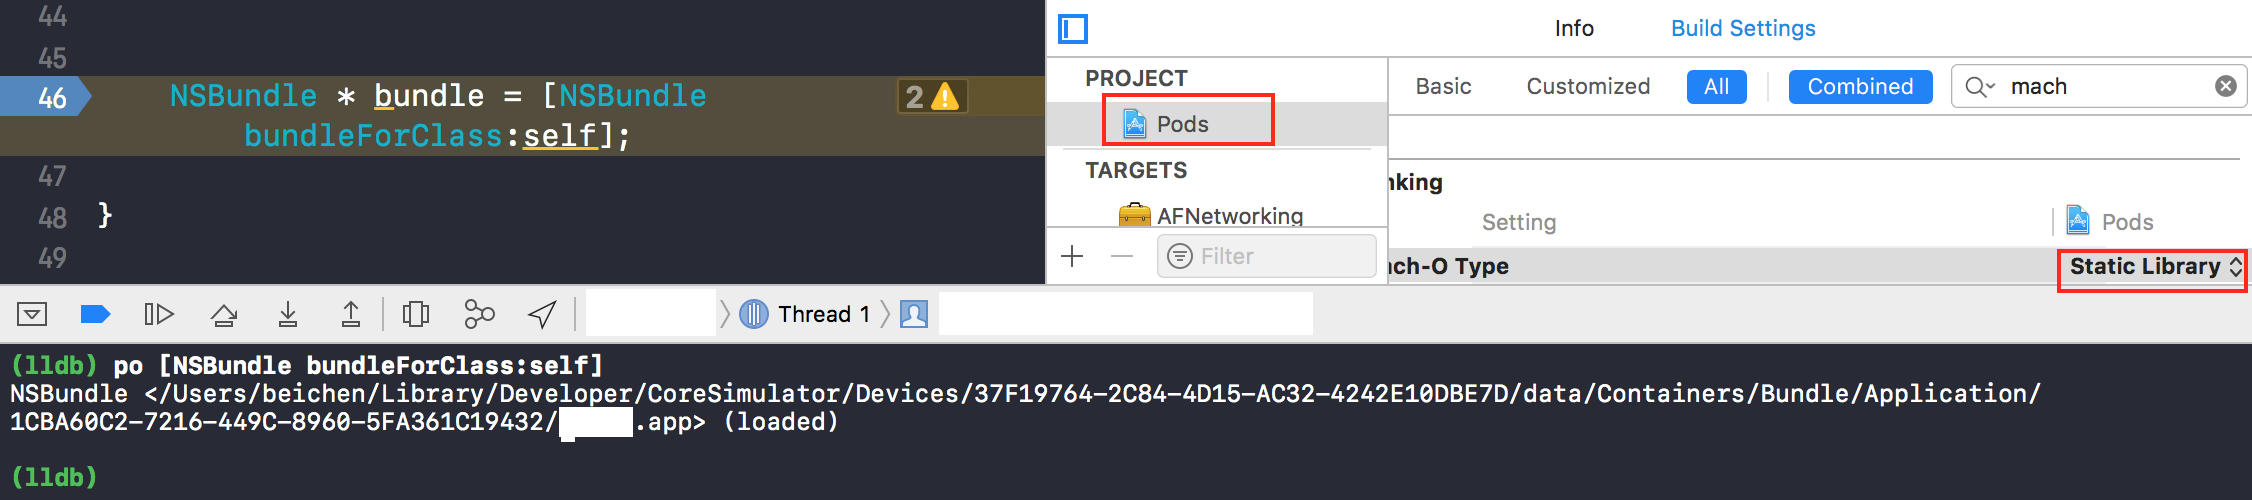 44
45
46 NSBundle * bundle = [NSBundle 2
bundleForClass:self];
47
48 }
49
Info Build Settings
PROJECT
Basic Customized All Combined mach
Pods
TARGETS
nking
AFNetworking
Setting Pods
Filter
ach-O Type Static Library
Thread 1
(lldb) po [NSBundle bundleForClass:self]
NSBundle </Users/beichen/Library/Developer/CoreSimulator/Devices/37F19764-2C84-4D15-AC32-4242E10DBE7D/data/Containers/Bundle/Application/
1CBA60C2-7216-449C-8960-5FA361C19432/ .app> (loaded)
(lldb)